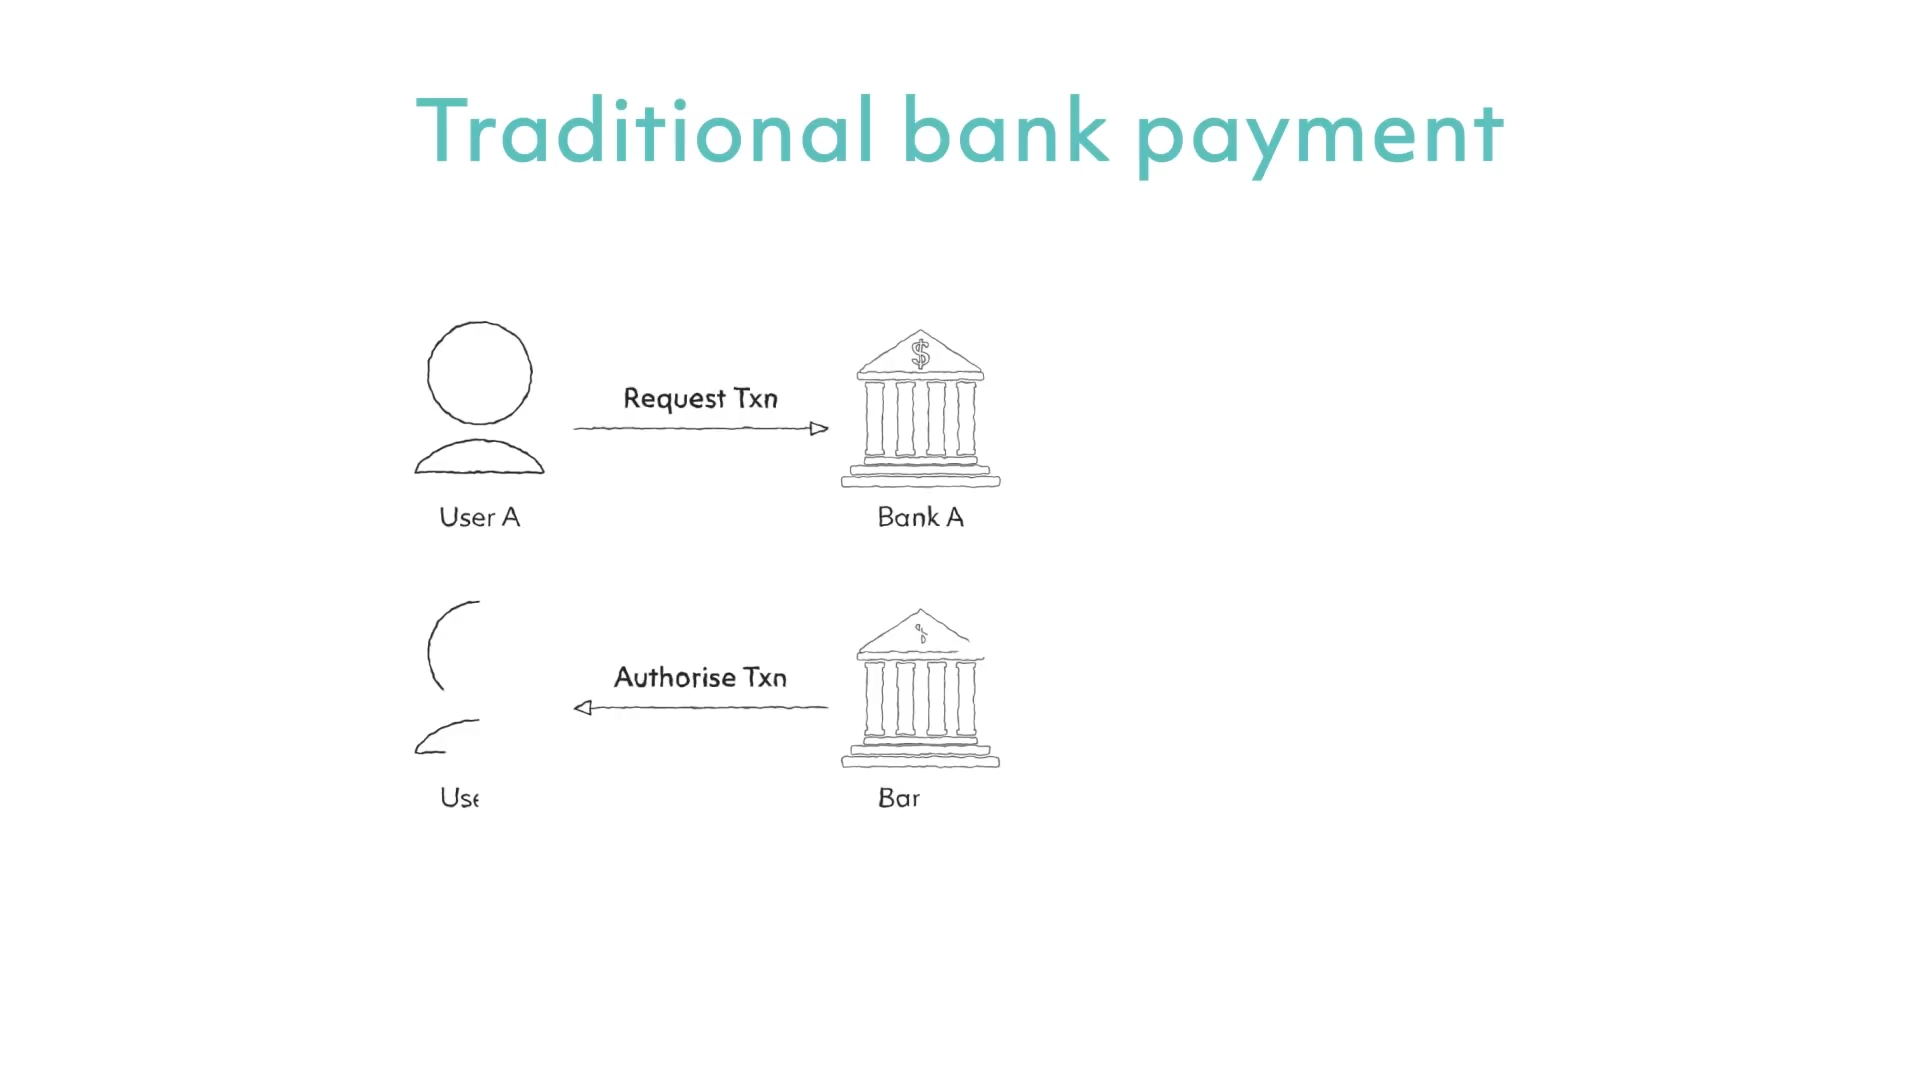 Traditional bank payment
Request Txn
$
User A
Bank A
Authorise Txn
Use
Bar